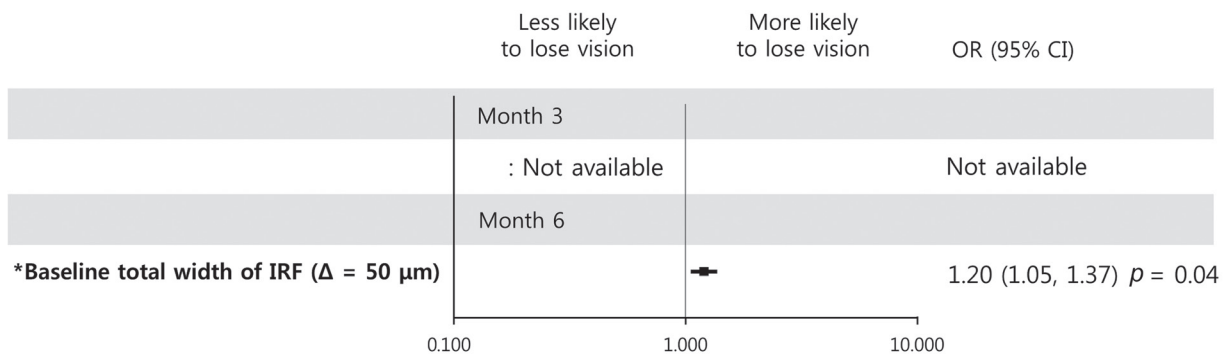 Less likely
to lose vision
More likely
to lose vision
OR (95% CI)
Month 3
: Not available
Not available
Month 6
*Baseline total width of IRF (Δ = 50 μm)
1.20 (1.05, 1.37) p = 0.04
0.100
1.000
10.000